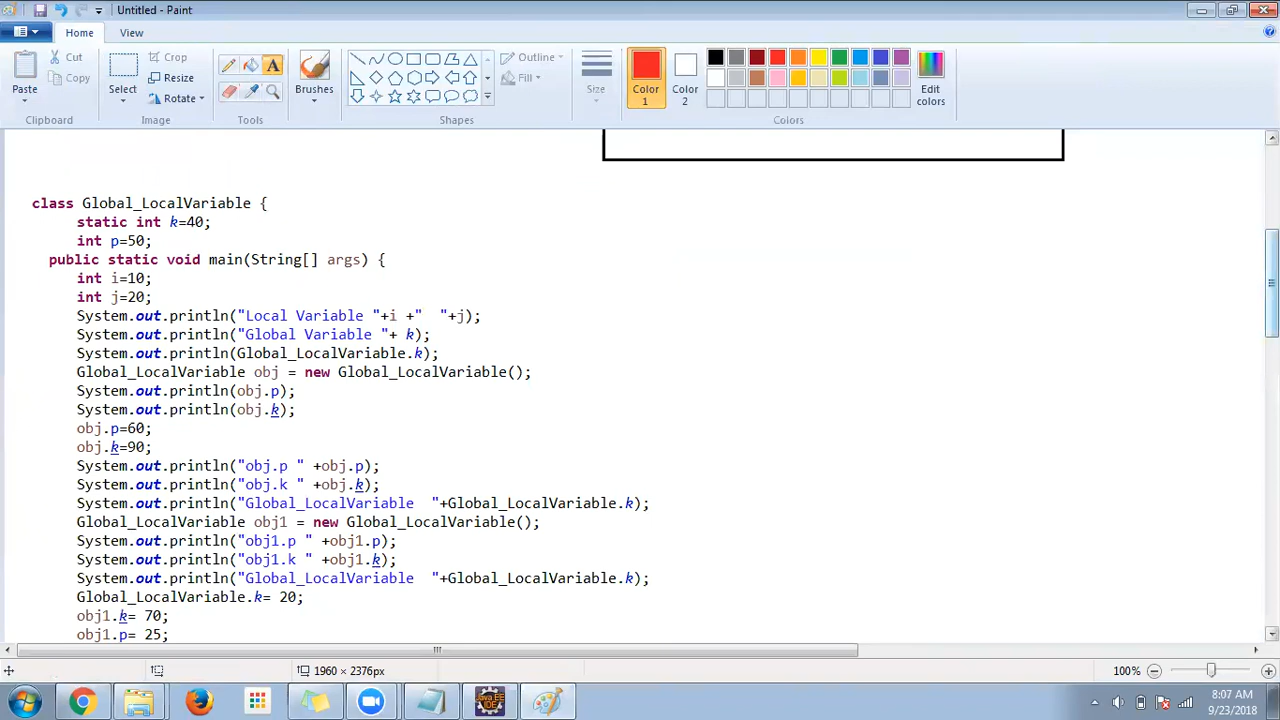 Untitled - Paint
Home
View
Paste
Cut
Copy
Clipboard
Select
Crop
Resize
Rotate
Image
Tools
Brushes
Shapes
Outline
Fill
Size
Color 1
Color 2
Edit colors
Colors
class Global_LocalVariable {
static int k=40;
int p=50;
public static void main(String[] args) {
int i=10;
int j=20;
System.out.println("Local Variable "+i +"  "+j);
System.out.println("Global Variable "+ k);
System.out.println(Global_LocalVariable.k);
Global_LocalVariable obj = new Global_LocalVariable();
System.out.println(obj.p);
System.out.println(obj.k);
obj.p=60;
obj.k=90;
System.out.println("obj.p " +obj.p);
System.out.println("obj.k " +obj.k);
System.out.println("Global_LocalVariable  "+Global_LocalVariable.k);
Global_LocalVariable obj1 = new Global_LocalVariable();
System.out.println("obj1.p " +obj1.p);
System.out.println("obj1.k " +obj1.k);
System.out.println("Global_LocalVariable  "+Global_LocalVariable.k);
Global_LocalVariable.k= 20;
obj1.k= 70;
obj1.p= 25;
1960 × 2376px
100%
Java EE
IDE
8:07 AM
9/23/2018